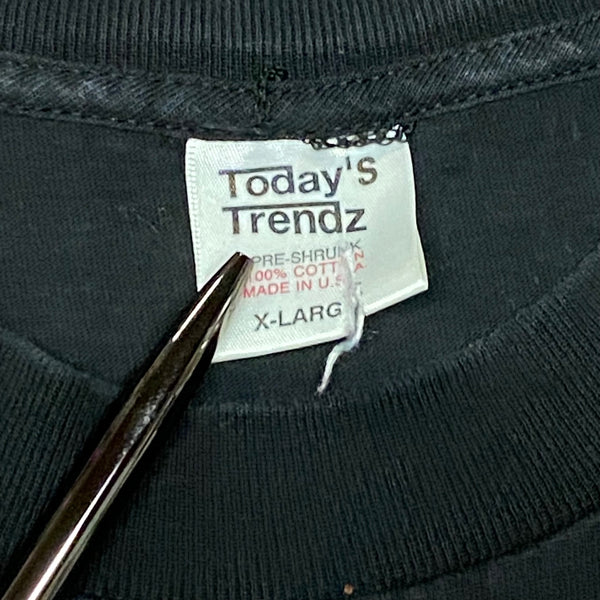 Today'S
Trendz
PRE-SHRUNK
100% COTTON
MADE IN U.S.A
X-LARG